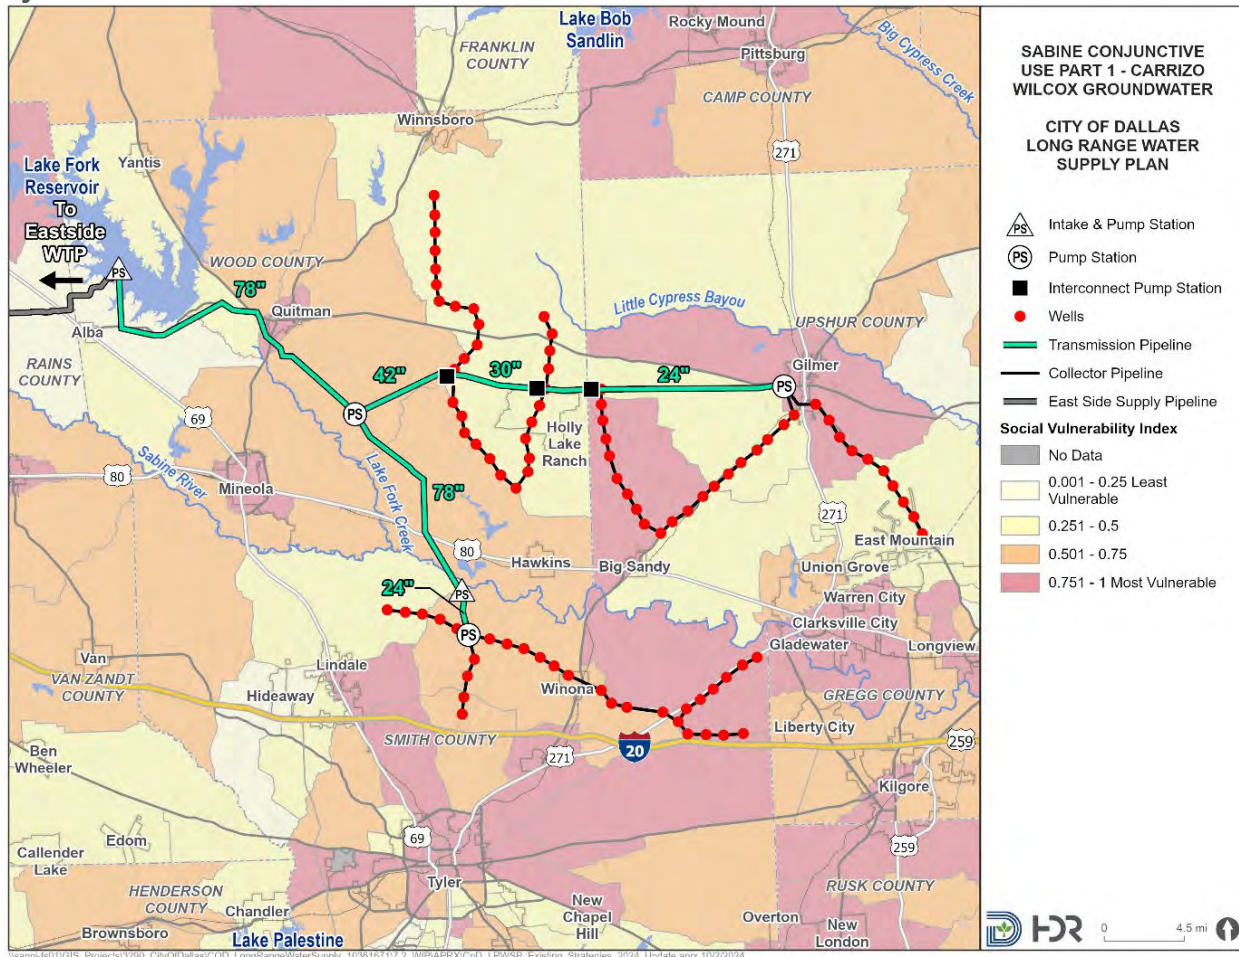 Lake Bob
Sandlin
Rocky Mound
Pittsburg
Big Cypress Creek
FRANKLIN
COUNTY
CAMP COUNTY
Winnsboro
271
Yantis
Lake Fork
Reservoir
To
Eastside
WTP
PS
WOOD COUNTY
78"
Quitman
Alba
RAINS
COUNTY
Little Cypress Bayou
UPSHUR COUNTY
Gilmer
42"
30"
24"
PS
PS
69
Holly
Lake
Ranch
Sabine River
80
Mineola
Lake Fork Creek
78"
271
East Mountain
80
Hawkins
Big Sandy
Union Grove
24"
PS
PS
Warren City
Clarksville City
Gladewater
Longview
Van
VAN ZANDT
COUNTY
Lindale
Hideaway
Winona
GREGG COUNTY
SMITH COUNTY
271
20
Liberty City
259
Ben
Wheeler
Kilgore
69
259
Edom
Callender
Lake
Tyler
HENDERSON
COUNTY
Chandler
New
Chapel
Hill
Overton
RUSK COUNTY
New
London
Brownsboro
Lake Palestine
SABINE CONJUNCTIVE
USE PART 1 - CARRIZO
WILCOX GROUNDWATER
CITY OF DALLAS
LONG RANGE WATER
SUPPLY PLAN
PS Intake & Pump Station
PS Pump Station
Interconnect Pump Station
Wells
Transmission Pipeline
Collector Pipeline
East Side Supply Pipeline
Social Vulnerability Index
No Data
0.001 - 0.25 Least
Vulnerable
0.251 - 0.5
0.501 - 0.75
0.751 - 1 Most Vulnerable
HDR
0 4.5 mi